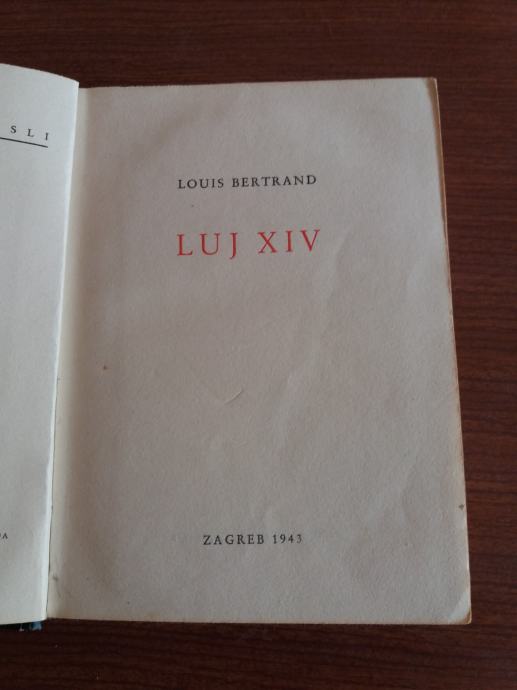 S L I
LOUIS BERTRAND
LUJ XIV
ZAGREB 1943